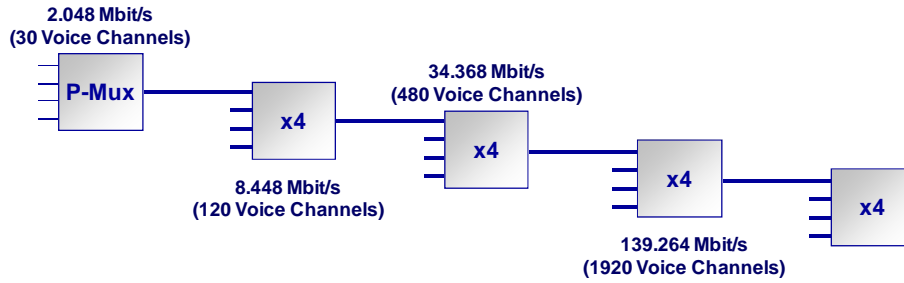 2.048 Mbit/s
(30 Voice Channels)
P-Mux
x4
8.448 Mbit/s
(120 Voice Channels)
34.368 Mbit/s
(480 Voice Channels)
x4
x4
139.264 Mbit/s
(1920 Voice Channels)
x4